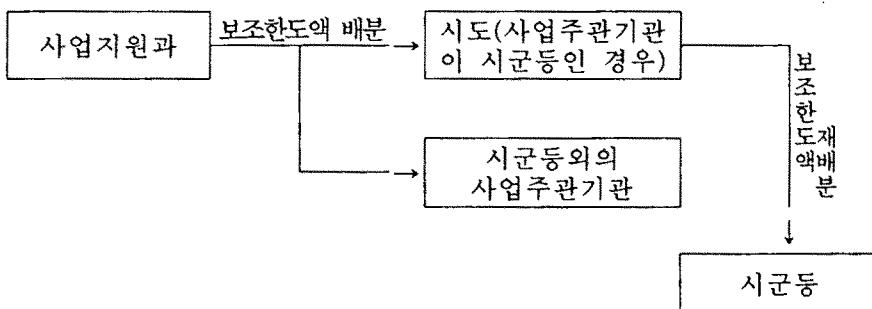 사업지원과
보조한도액 배분
시도(사업주관기관
이 시군등인 경우)
시군등외의
사업주관기관
보조한도액
재배분
시군등